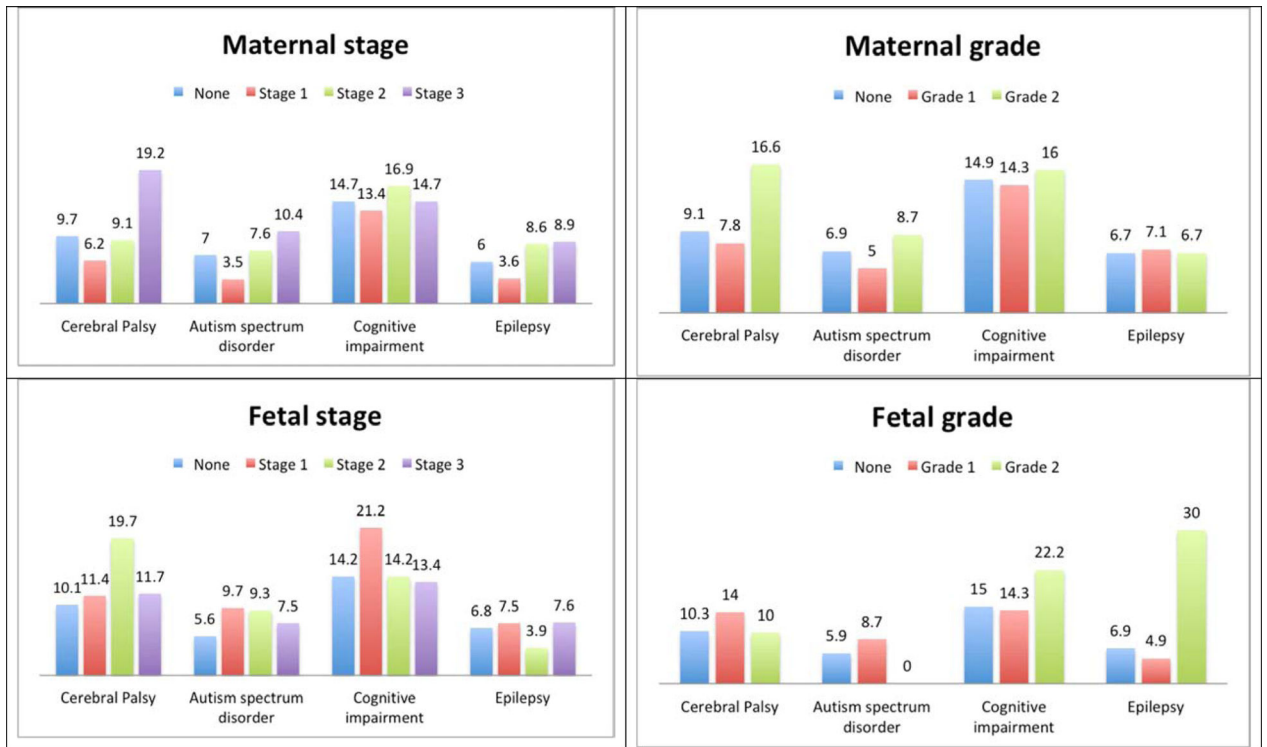 Maternal stage
None Stage 1 Stage 2 Stage 3
9.7 6.2 9.1 19.2 7 3.5 7.6 10.4 14.7 13.4 16.9 14.7 6 3.6 8.6 8.9
Cerebral Palsy Autism spectrum Cognitive Epilepsy
disorder impairment
Maternal grade
None Grade 1 Grade 2
9.1 7.8 16.6 6.9 5 8.7 14.9 14.3 16 6.7 7.1 6.7
Cerebral Palsy Autism spectrum Cognitive Epilepsy
disorder impairment
Fetal stage
None Stage 1 Stage 2 Stage 3
10.1 11.4 19.7 11.7 5.6 9.7 9.3 7.5 14.2 21.2 14.2 13.4 6.8 7.5 3.9 7.6
Cerebral Palsy Autism spectrum Cognitive Epilepsy
disorder impairment
Fetal grade
None Grade 1 Grade 2
10.3 14 10 5.9 8.7 0 15 14.3 22.2 6.9 4.9 30
Cerebral Palsy Autism spectrum Cognitive Epilepsy
disorder impairment